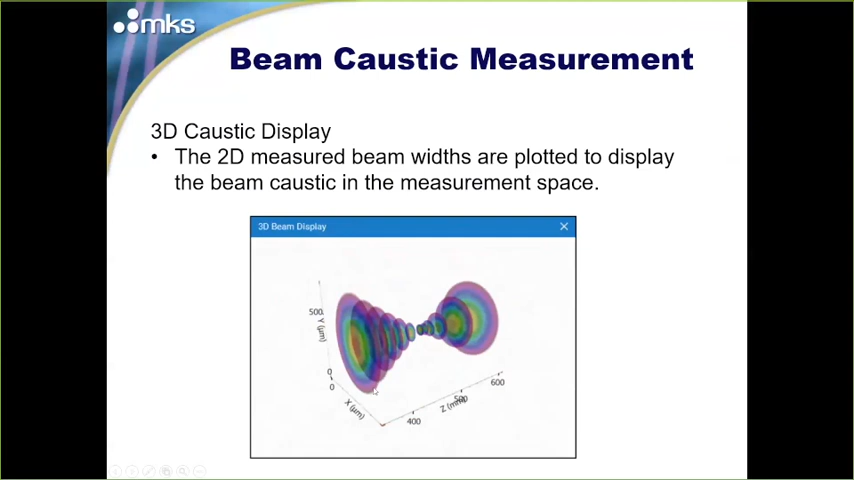 mks
Beam Caustic Measurement
3D Caustic Display
• The 2D measured beam widths are plotted to display
the beam caustic in the measurement space.
3D Beam Display
500
Y (μm)
0
0
X (μm)
400
500
Z (mm)
600